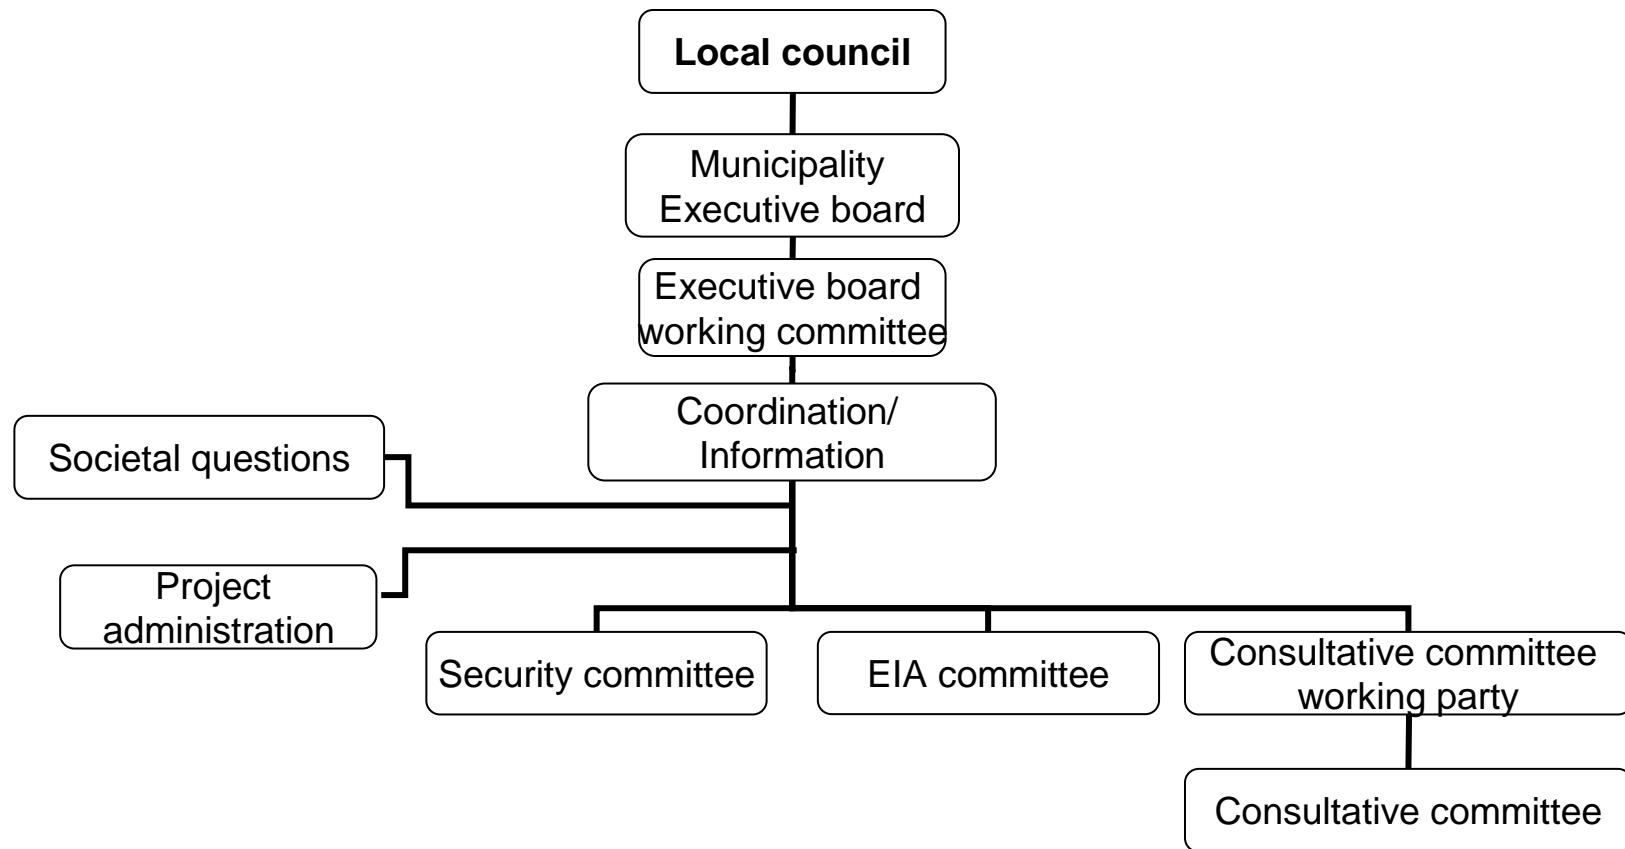 Local council
Municipality
Executive board
Executive board
working committee
Coordination/
Information
Societal questions
Project
administration
Security committee
EIA committee
Consultative committee
working party
Consultative committee